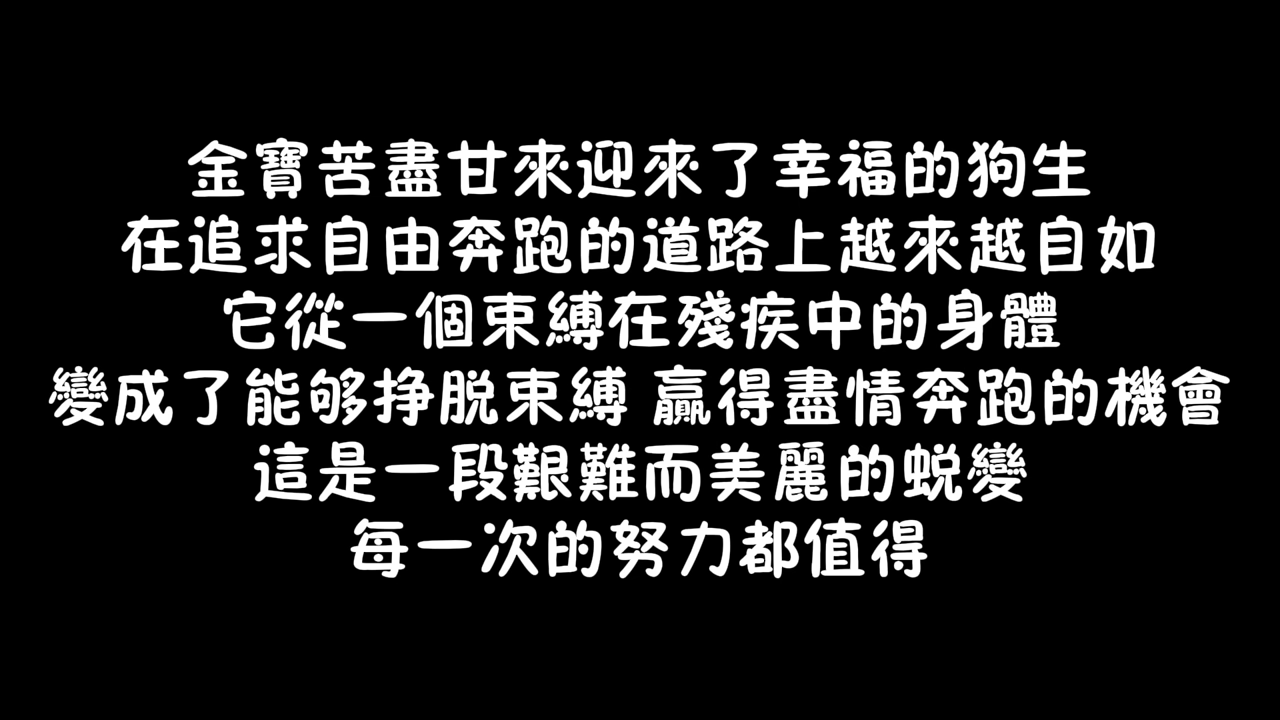 金寶苦盡甘來迎來了幸福的狗生
在追求自由奔跑的道路上越來越自如
它從一個束縛在殘疾中的身體
變成了能够挣脱束縛 贏得盡情奔跑的機會
這是一段艱難而美麗的蜕變
每一次的努力都值得